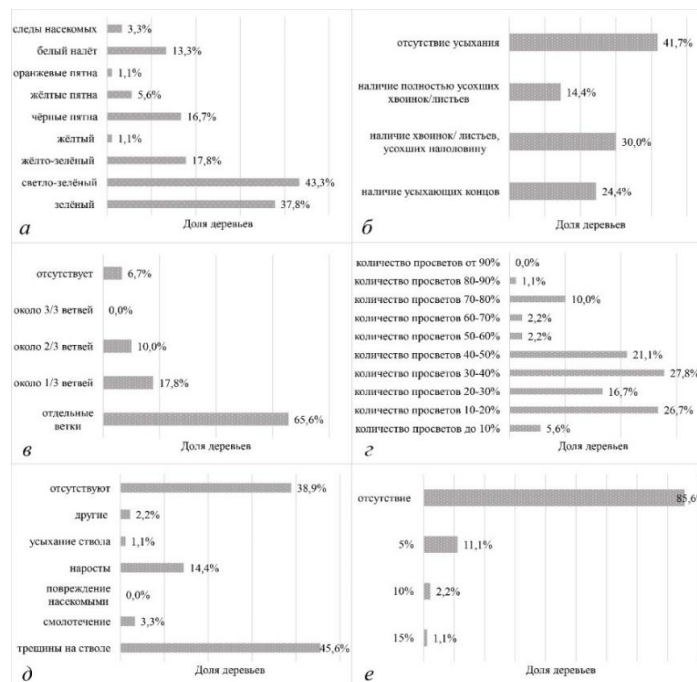 следы насекомых 3,3%
белый налёт 13,3%
оранжевые пятна 1,1%
жёлтые пятна 5,6%
чёрные пятна 16,7%
жёлтый 1,1%
жёлто-зелёный 17,8%
светло-зелёный 43,3%
зелёный 37,8%
а
Доля деревьев
отсутствие усыхания 41,7%
наличие полностью усохших
хвоинок/листьев
14,4%
наличие хвоинок/ листьев,
усохших наполовину
30,0%
наличие усыхающих концов 24,4%
б
Доля деревьев
отсутствует 6,7%
около 3/3 ветвей 0,0%
около 2/3 ветвей 10,0%
около 1/3 ветвей 17,8%
отдельные
ветки
65,6%
в
Доля деревьев
количество просветов от 90% 0,0%
количество просветов 80-90% 1,1%
количество просветов 70-80% 10,0%
количество просветов 60-70% 2,2%
количество просветов 50-60% 2,2%
количество просветов 40-50% 21,1%
количество просветов 30-40% 27,8%
количество просветов 20-30% 16,7%
количество просветов 10-20% 26,7%
количество просветов до 10% 5,6%
г
Доля деревьев
отсутствуют 38,9%
другие 2,2%
усыхание ствола 1,1%
наросты 14,4%
повреждение
насекомыми
0,0%
смолотечение 3,3%
трещины на стволе 45,6%
д
Доля деревьев
отсутствие 85,6%
5% 11,1%
10% 2,2%
15% 1,1%
е
Доля деревьев